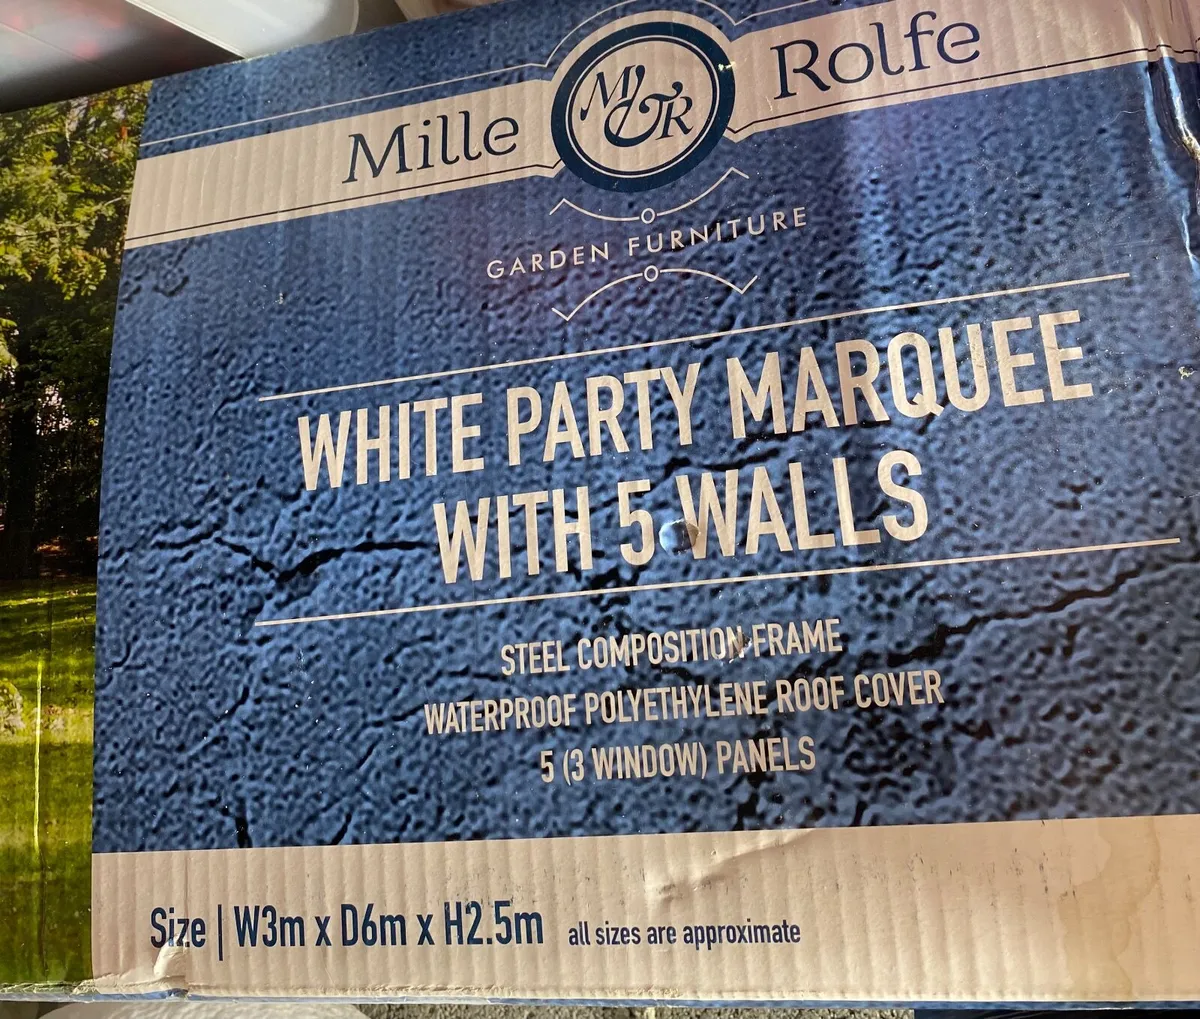 Mille M&R Rolfe
GARDEN FURNITURE
WHITE PARTY MARQUEE
WITH 5 WALLS
STEEL COMPOSITION FRAME
WATERPROOF POLYETHYLENE ROOF COVER
5 (3 WINDOW) PANELS
Size | W3m x D6m x H2.5m all sizes are approximate